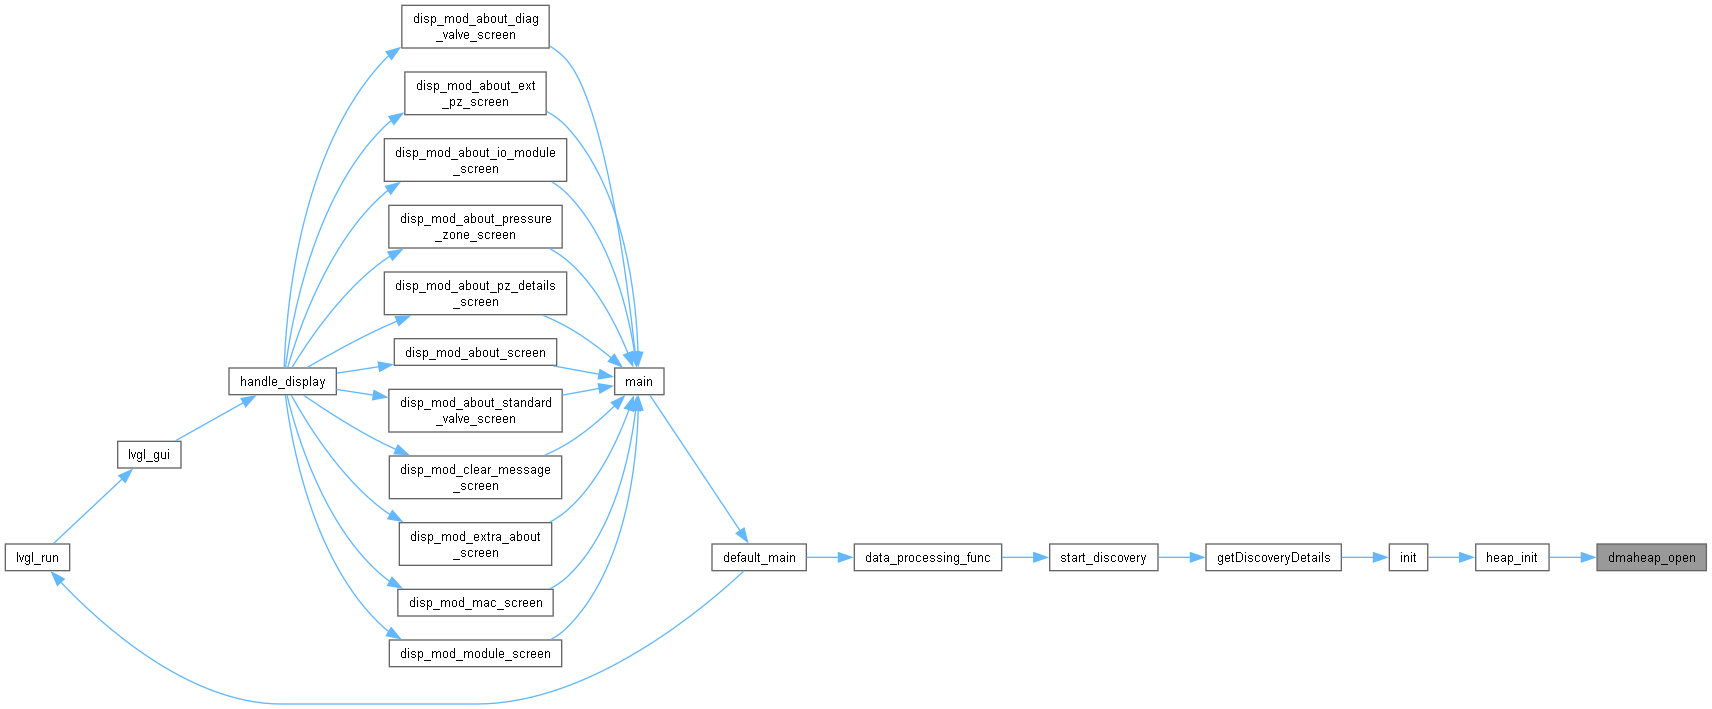 disp_mod_about_diag
_valve_screen
disp_mod_about_ext
_pz_screen
disp_mod_about_io_module
_screen
disp_mod_about_pressure
_zone_screen
disp_mod_about_pz_details
_screen
disp_mod_about_screen
handle_display
main
disp_mod_about_standard
_valve_screen
lvgl_gui
disp_mod_clear_message
_screen
disp_mod_extra_about
_screen
lvgl_run
default_main
data_processing_func
start_discovery
getDiscoveryDetails
init
heap_init
dmaheap_open
disp_mod_mac_screen
disp_mod_module_screen